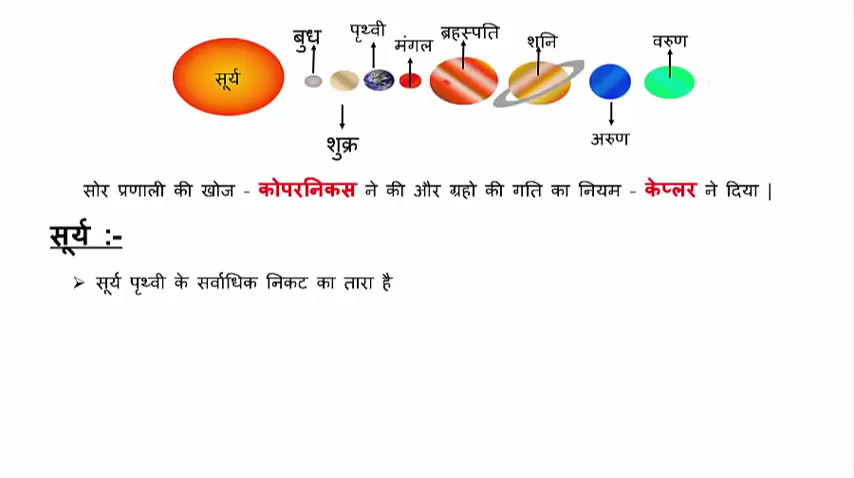 सूर्य
बुध
शुक्र
पृथ्वी
मंगल
ब्रहस्पति
शनि
अरुण
वरुण
सोर प्रणाली की खोज - कोपरनिकस ने की और ग्रहो की गति का नियम - केप्लर ने दिया |
सूर्य :-
➢ सूर्य पृथ्वी के सर्वाधिक निकट का तारा है